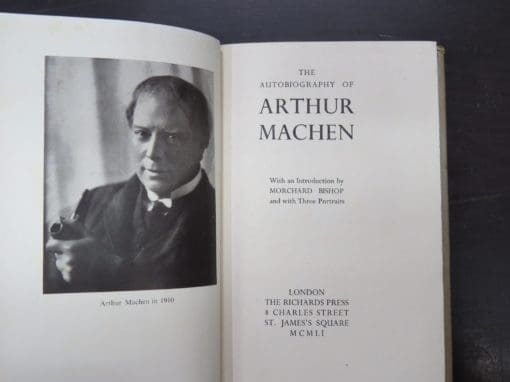 Arthur Machen in 1910
THE
AUTOBIOGRAPHY OF
ARTHUR
MACHEN
With an Introduction by
MORCHARD BISHOP
and with Three Portraits
LONDON
THE RICHARDS PRESS
8 CHARLES STREET
ST. JAMES'S SQUARE
MCMLI